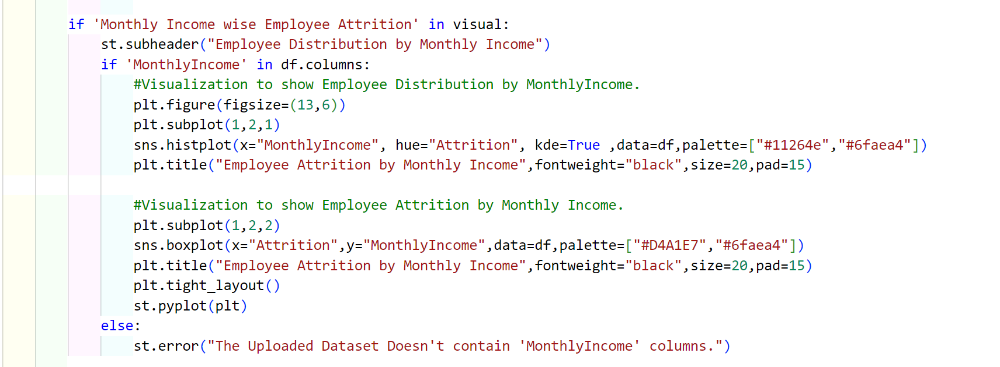 if 'Monthly Income wise Employee Attrition' in visual:
st.subheader("Employee Distribution by Monthly Income")
if 'MonthlyIncome' in df.columns:
#Visualization to show Employee Distribution by MonthlyIncome.
plt.figure(figsize=(13,6))
plt.subplot(1,2,1)
sns.histplot(x="MonthlyIncome", hue="Attrition", kde=True ,data=df,palette=["#11264e","#6faea4"])
plt.title("Employee Attrition by Monthly Income",fontweight="black",size=20,pad=15)
#Visualization to show Employee Attrition by Monthly Income.
plt.subplot(1,2,2)
sns.boxplot(x="Attrition",y="MonthlyIncome",data=df,palette=["#D4A1E7","#6faea4"])
plt.title("Employee Attrition by Monthly Income",fontweight="black",size=20,pad=15)
plt.tight_layout()
st.pyplot(plt)
else:
st.error("The Uploaded Dataset Doesn't contain 'MonthlyIncome' columns.")